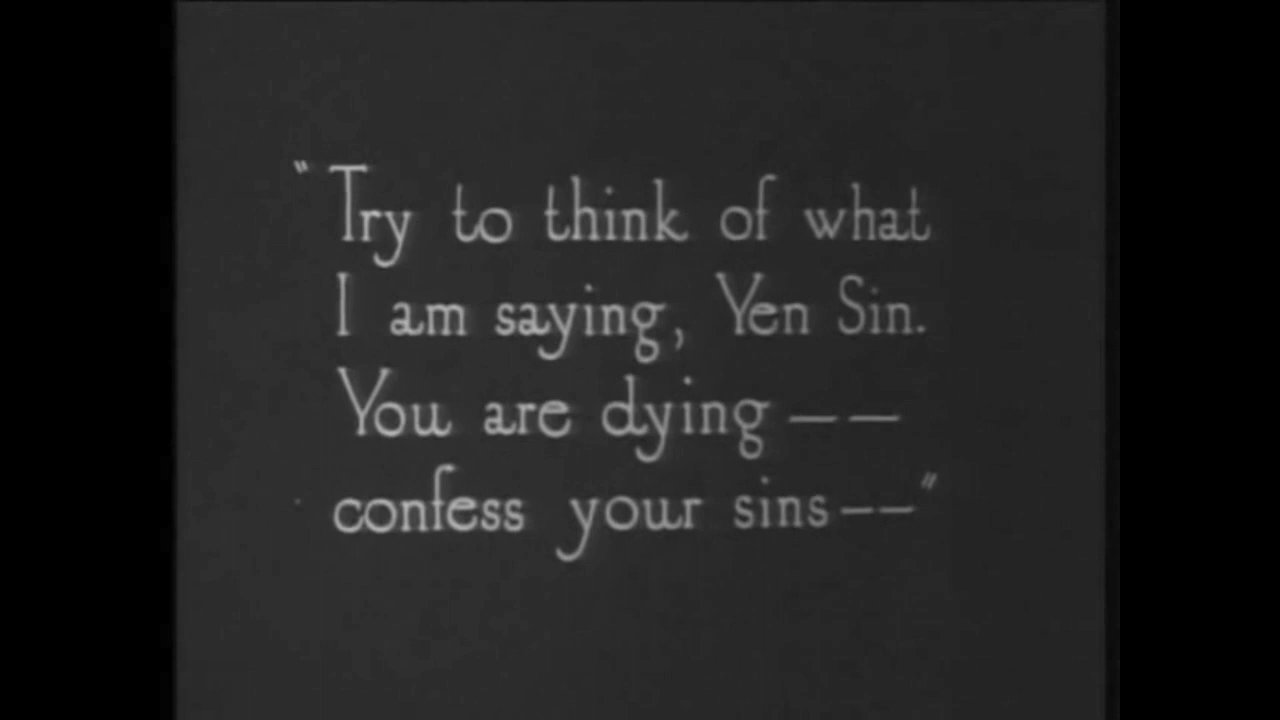 "Try to think of what
I am saying, Yen Sin.
You are dying — —
confess your sins — —"